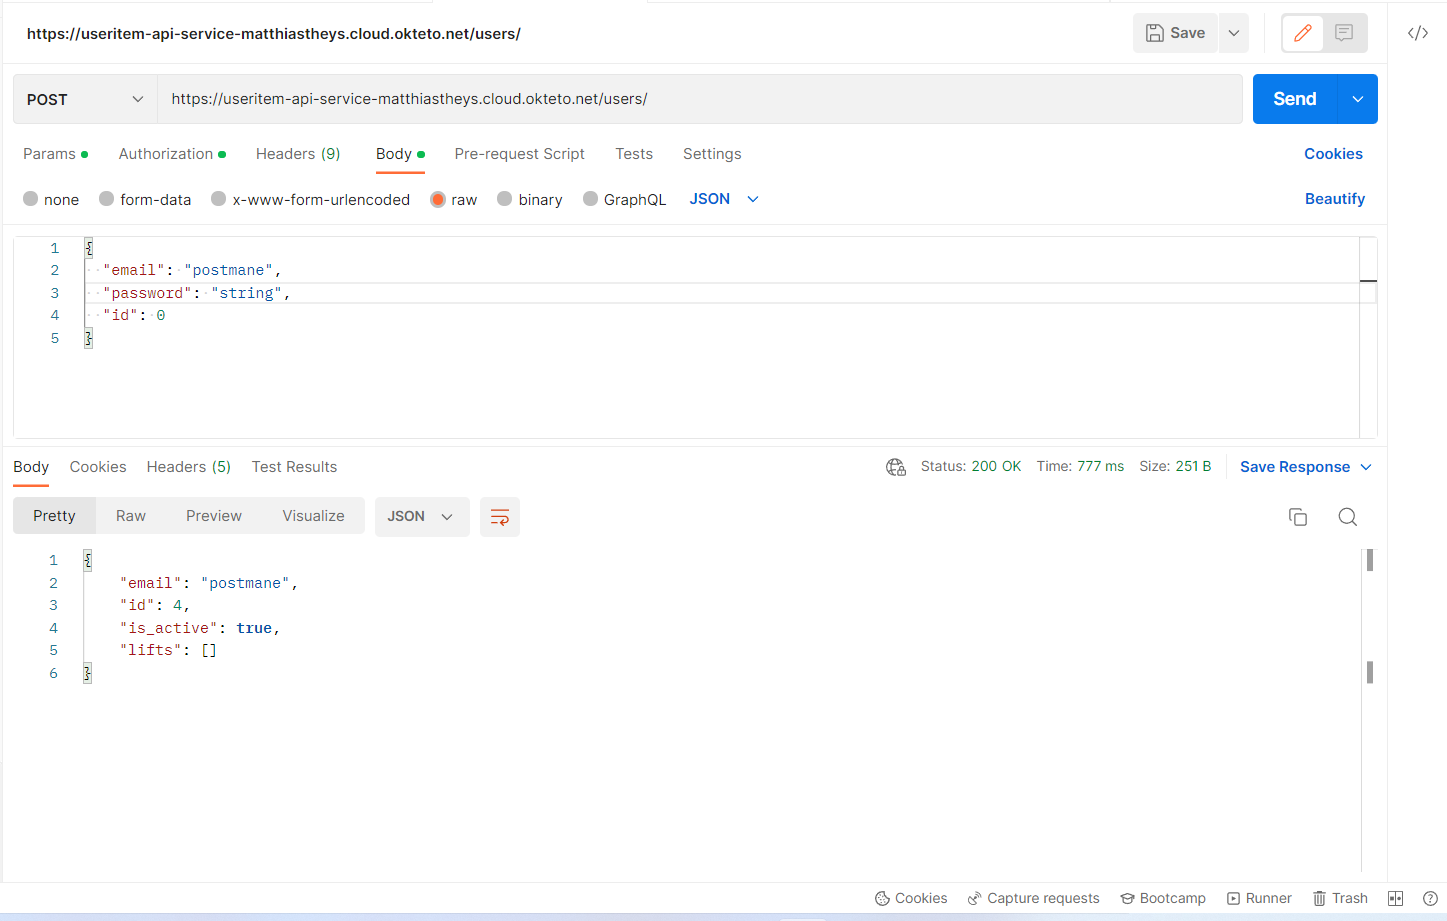 https://useritem-api-service-matthiastheys.cloud.okteto.net/users/
Save
POST
https://useritem-api-service-matthiastheys.cloud.okteto.net/users/
Send
Params Authorization Headers (9) Body Pre-request Script Tests Settings Cookies
none form-data x-www-form-urlencoded raw binary GraphQL JSON Beautify
1 {
2 "email": "postmane",
3 "password": "string",
4 "id": 0
5 }
Body Cookies Headers (5) Test Results Status: 200 OK Time: 777 ms Size: 251 B Save Response
Pretty Raw Preview Visualize JSON
1 {
2 "email": "postmane",
3 "id": 4,
4 "is_active": true,
5 "lifts": []
6 }
Cookies Capture requests Bootcamp Runner Trash